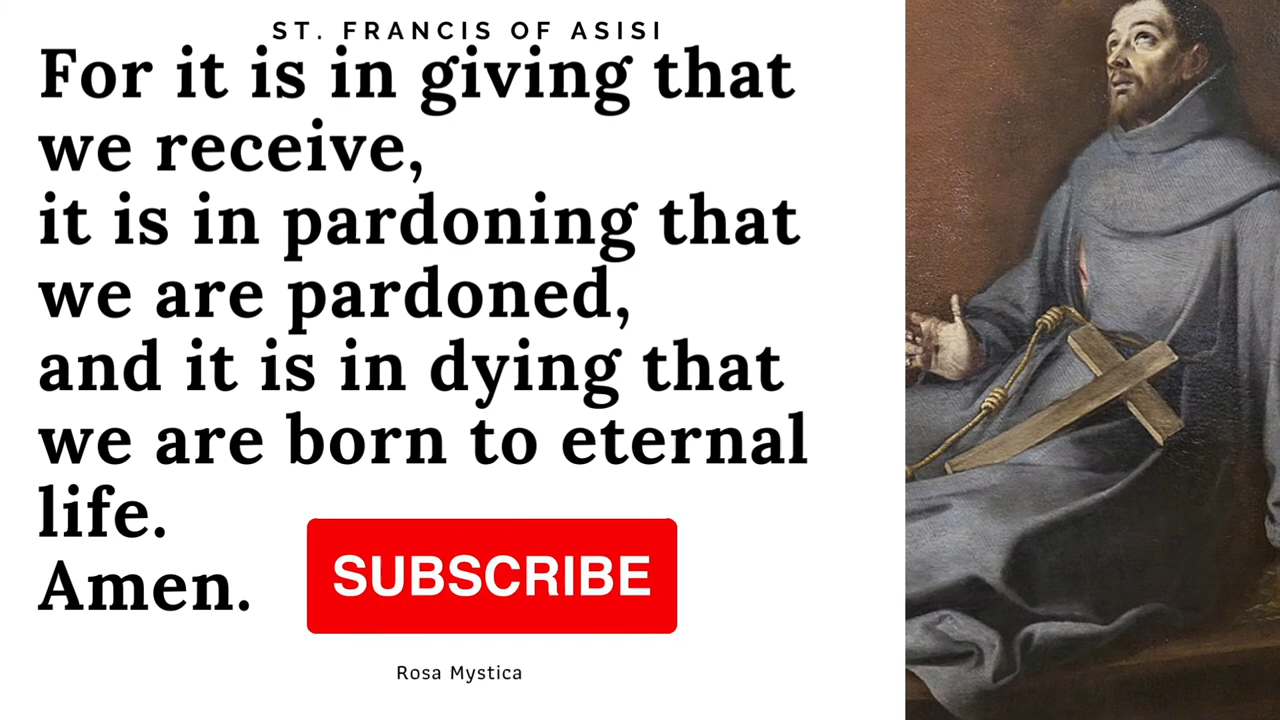 ST. FRANCIS OF ASISI
For it is in giving that
we receive,
it is in pardoning that
we are pardoned,
and it is in dying that
we are born to eternal
life.
Amen.
SUBSCRIBE
Rosa Mystica